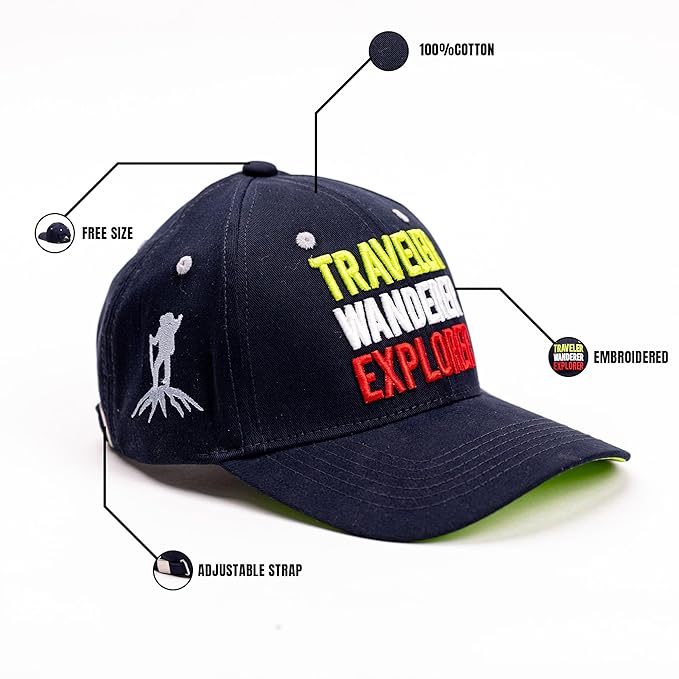 100%COTTON
FREE SIZE
TRAVELER
WANDERER
EXPLORER
TRAVELER
WANDERER
EXPLORER
EMBROIDERED
ADJUSTABLE STRAP